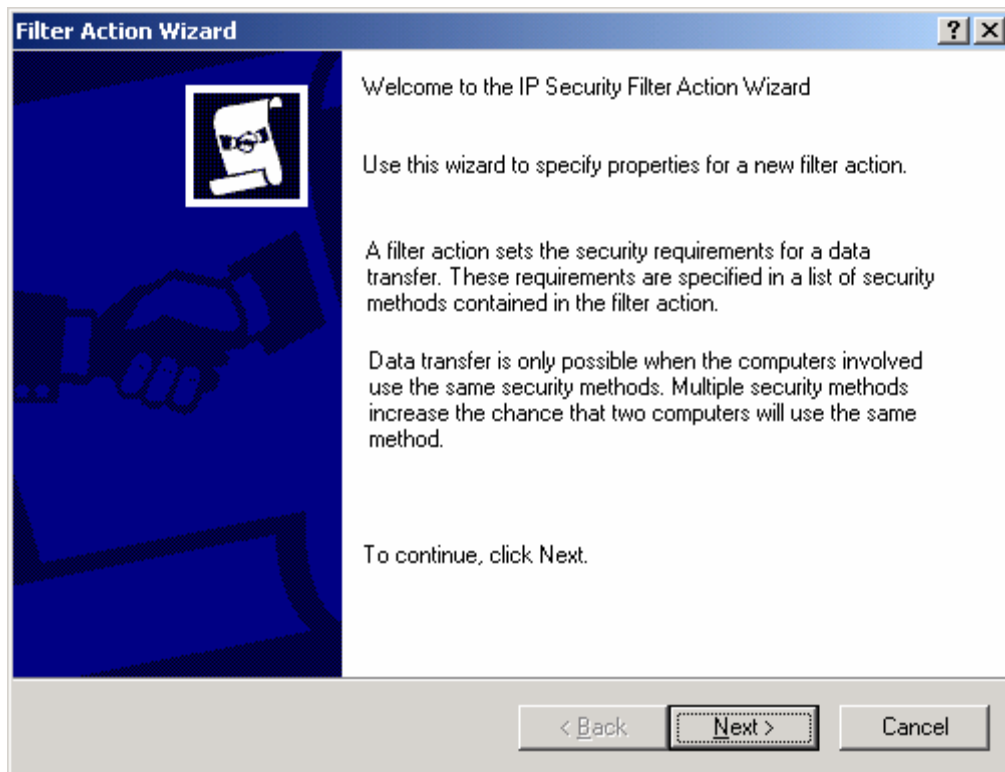 Filter Action Wizard
Welcome to the IP Security Filter Action Wizard
Use this wizard to specify properties for a new filter action.
A filter action sets the security requirements for a data
transfer. These requirements are specified in a list of security
methods contained in the filter action.
Data transfer is only possible when the computers involved
use the same security methods. Multiple security methods
increase the chance that two computers will use the same
method.
To continue, click Next.
< Back
Next >
Cancel